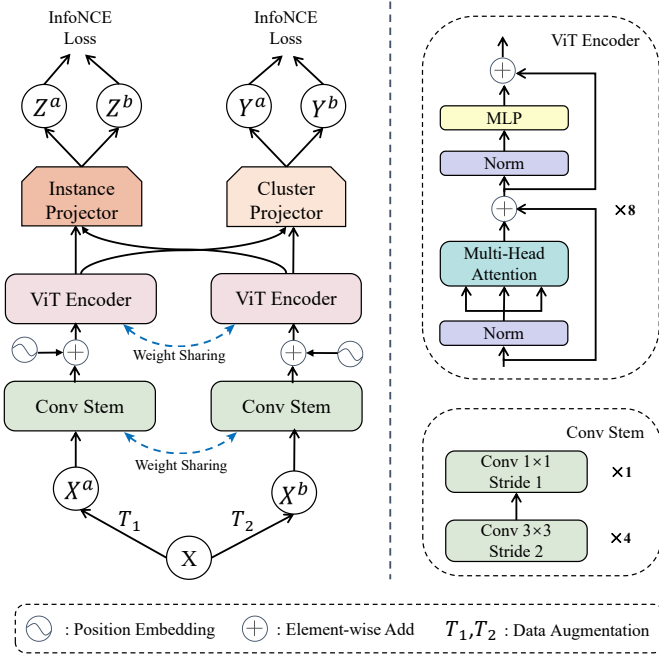 InfoNCE
Loss
InfoNCE
Loss
Z^a
Z^b
Y^a
Y^b
Instance
Projector
Cluster
Projector
ViT Encoder
ViT Encoder
Weight Sharing
Conv Stem
Conv Stem
Weight Sharing
X^a
X^b
T_1
T_2
X
ViT Encoder
MLP
Norm
×8
Multi-Head
Attention
Norm
Conv Stem
Conv 1×1
Stride 1
×1
Conv 3×3
Stride 2
×4
: Position Embedding
: Element-wise Add
T_1,T_2 : Data Augmentation